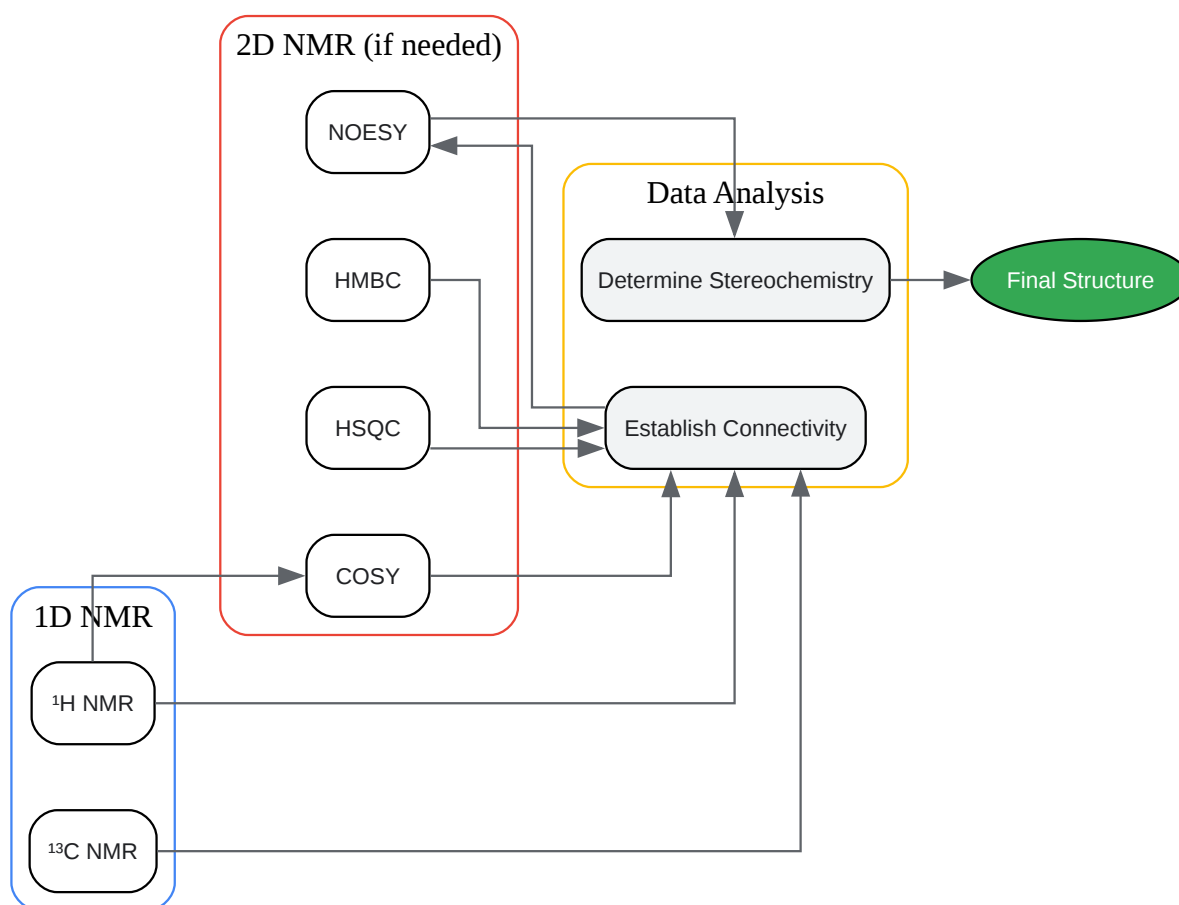 2D NMR (if needed)
NOESY
Data Analysis
HMBC
Determine Stereochemistry
Final Structure
HSQC
Establish Connectivity
COSY
1D NMR
¹H NMR
¹³C NMR